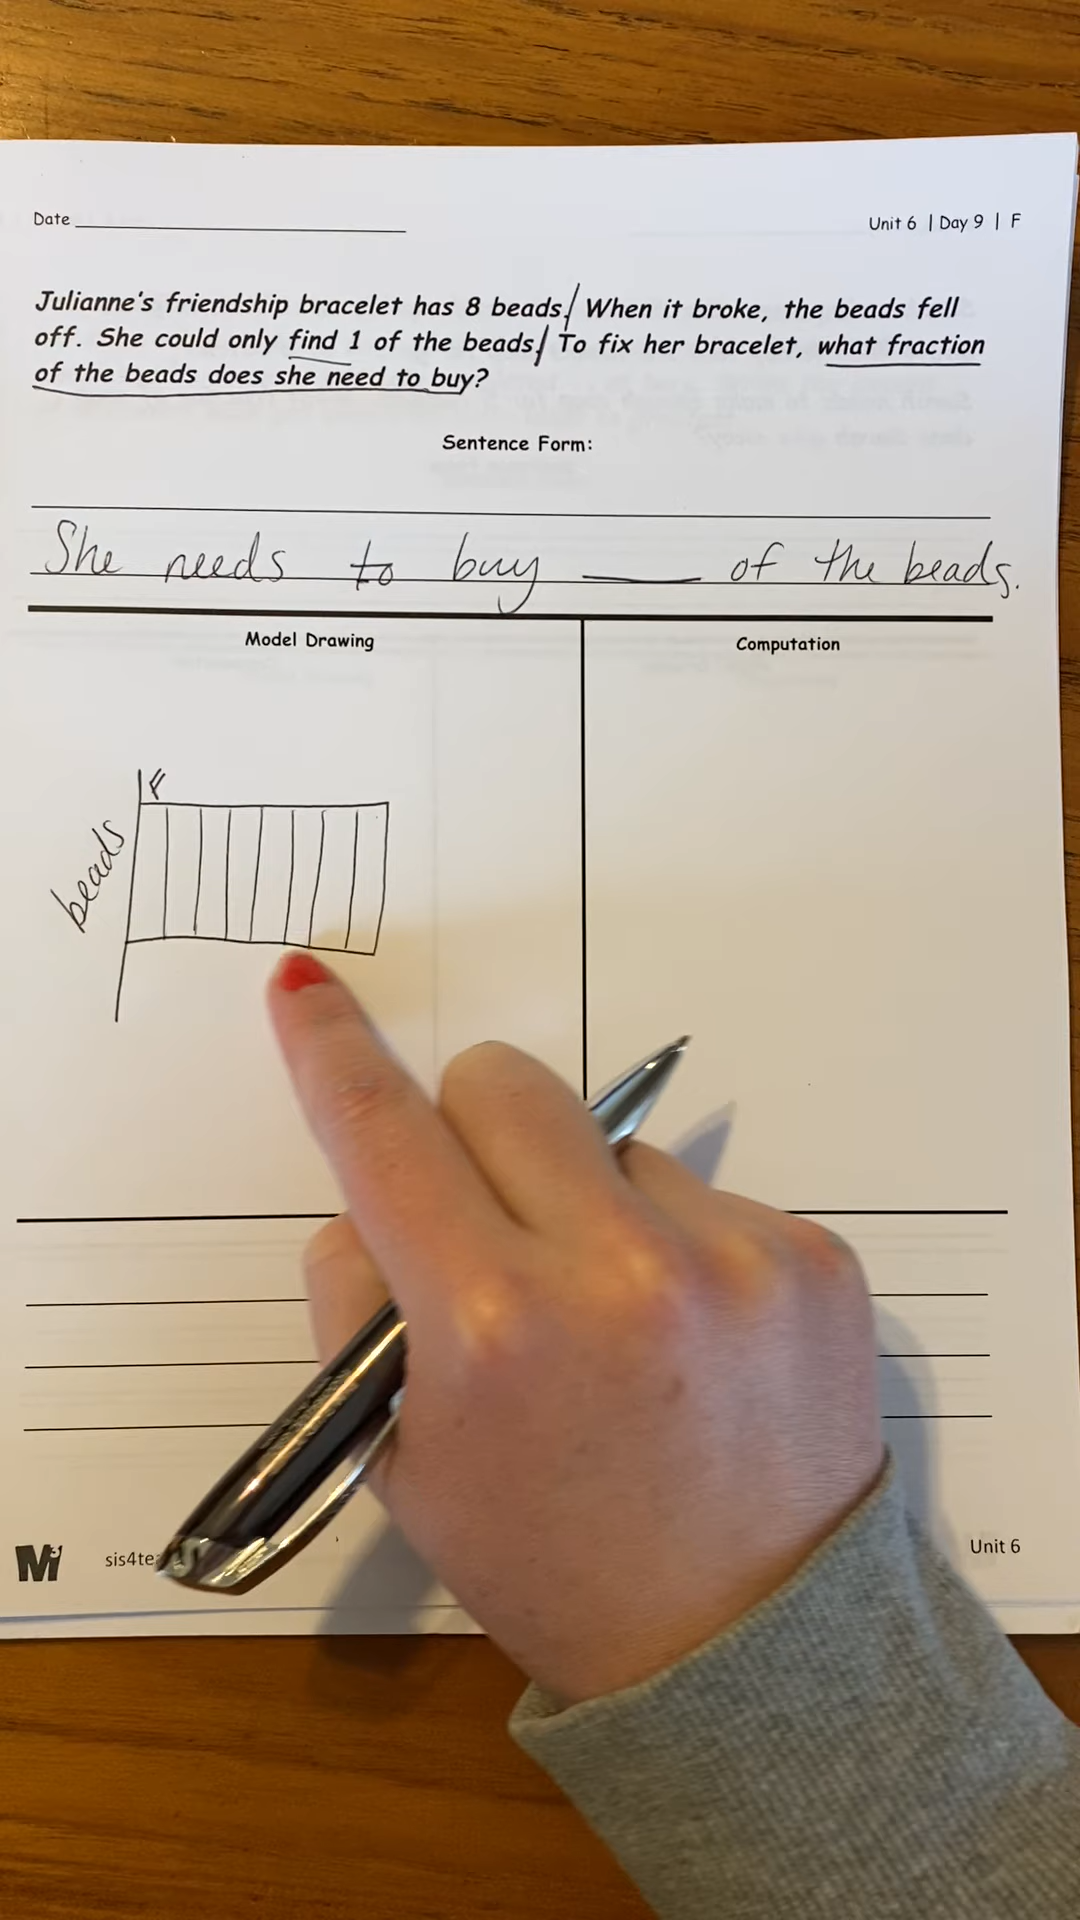 Date
Unit 6 | Day 9 | F
Julianne's friendship bracelet has 8 beads. When it broke, the beads fell
off. She could only find 1 of the beads. To fix her bracelet, what fraction
of the beads does she need to buy?
Sentence Form:
She needs to buy ___ of the beads.
Model Drawing
Computation
F
beads
sis4te
Unit 6